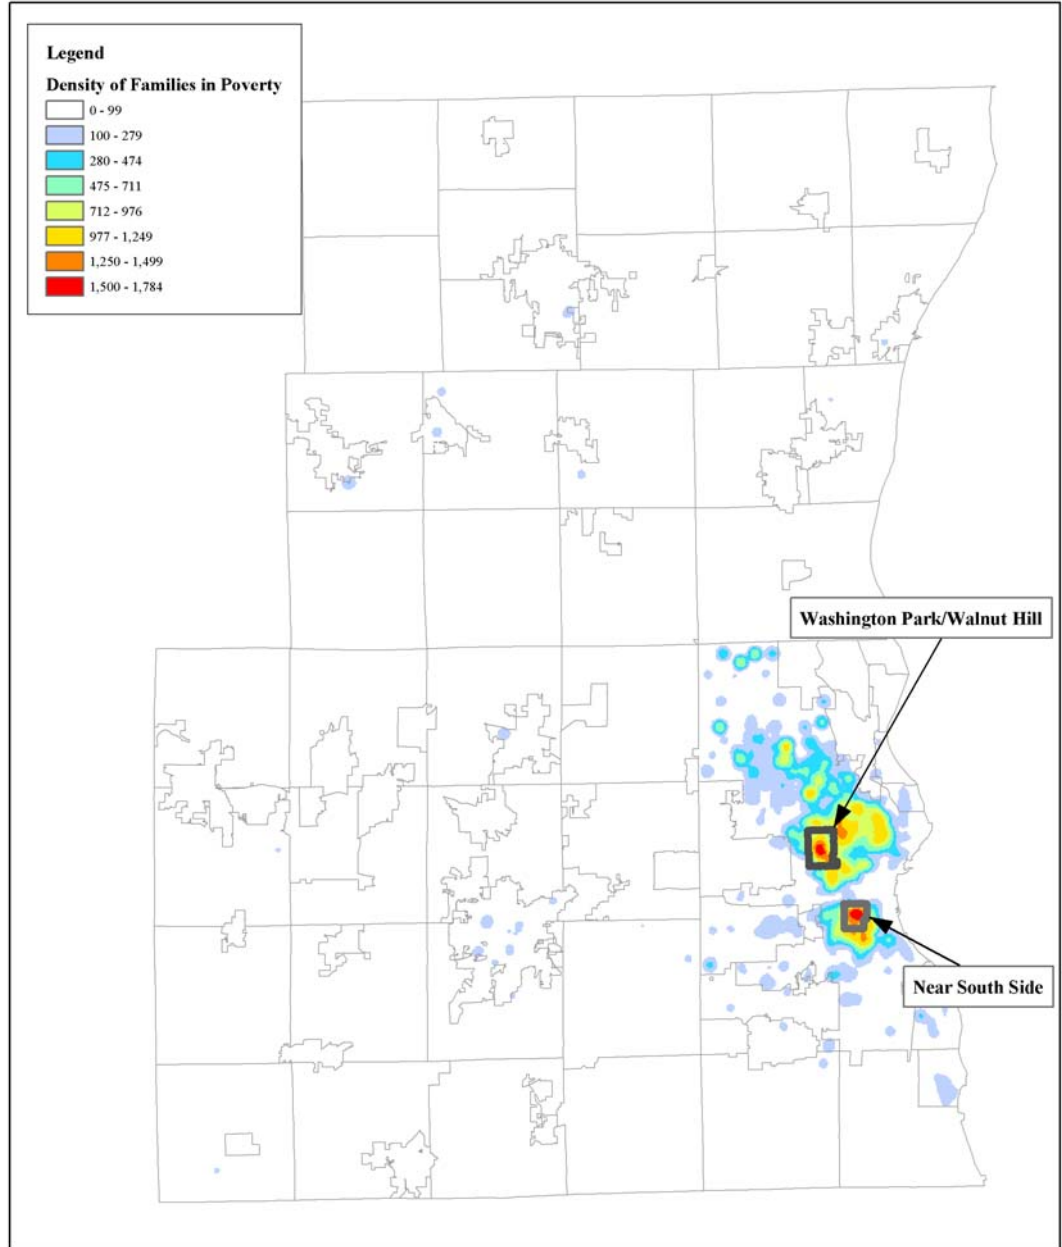 Legend
Density of Families in Poverty
0 - 99
100 - 279
280 - 474
475 - 711
712 - 976
977 - 1,249
1,250 - 1,499
1,500 - 1,784
Washington Park/Walnut Hill
Near South Side